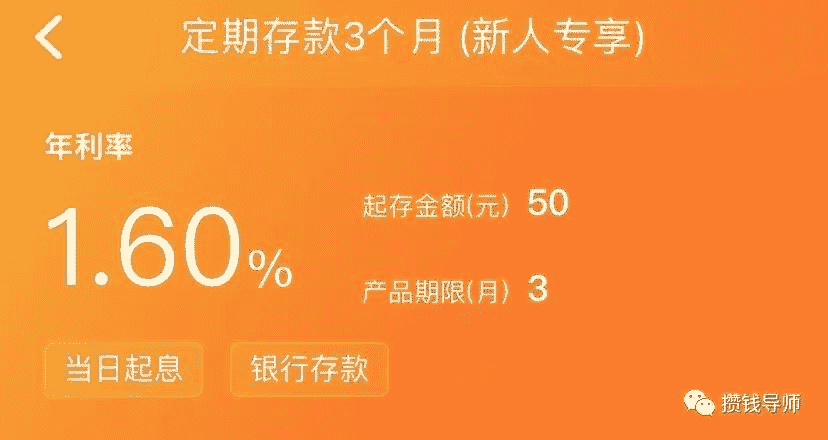 定期存款3个月 (新人专享)
年利率
1.60%
起存金额(元) 50
产品期限(月) 3
当日起息 银行存款
攒钱导师